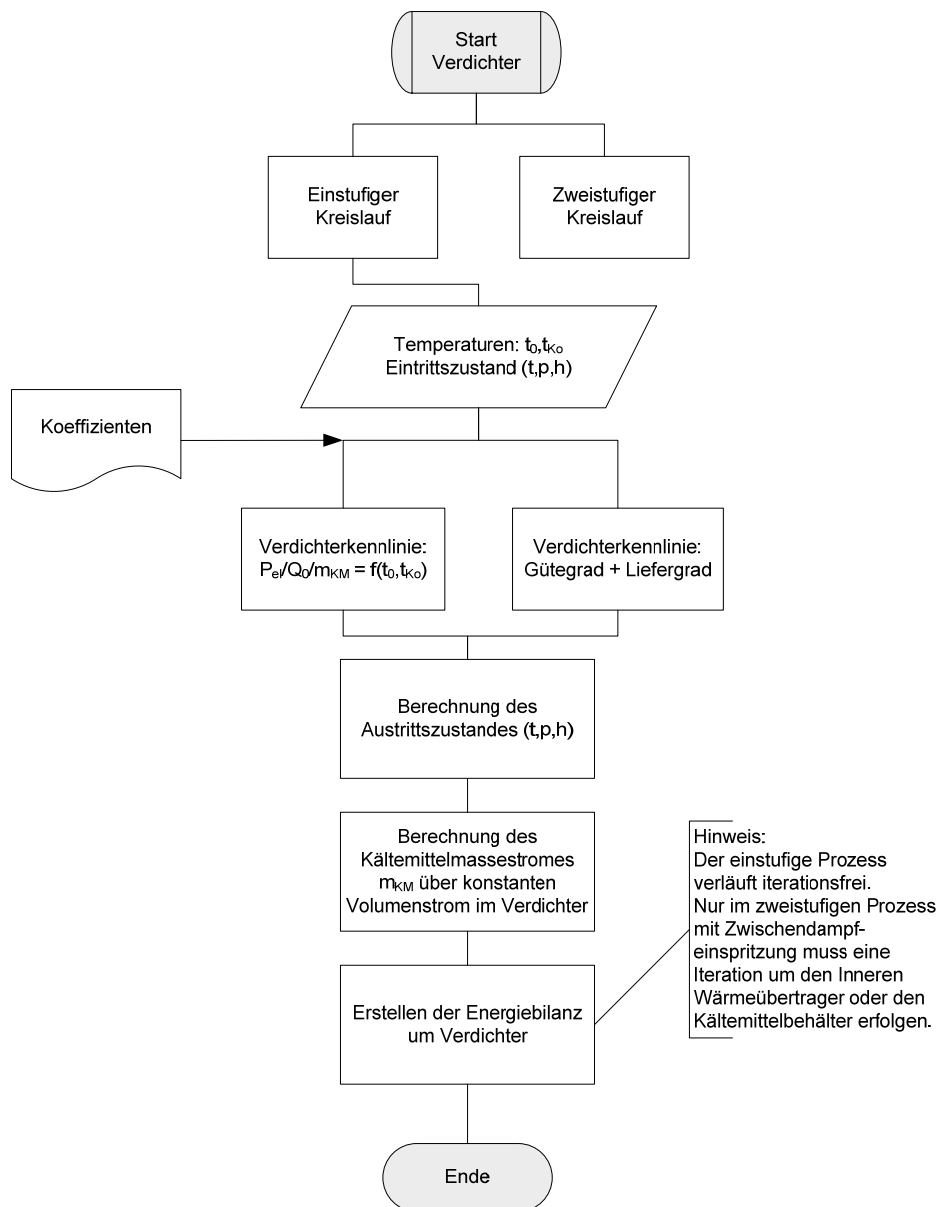 Start
Verdichter
Einstufiger
Kreislauf
Zweistufiger
Kreislauf
Temperaturen: t₀,tKo
Eintrittszustand (t,p,h)
Koeffizienten
Verdichterkennlinie:
Pel/Q₀/mKM = f(t₀,tKo)
Verdichterkennlinie:
Gütegrad + Liefergrad
Berechnung des
Austrittszustandes (t,p,h)
Berechnung des
Kältemittelmassestromes
mKM über konstanten
Volumenstrom im Verdichter
Hinweis:
Der einstufige Prozess
verläuft iterationsfrei.
Nur im zweistufigen Prozess
mit Zwischendampf-
einspritzung muss eine
Iteration um den Inneren
Wärmeübertrager oder den
Kältemittelbehälter erfolgen.
Erstellen der Energiebilanz
um Verdichter
Ende